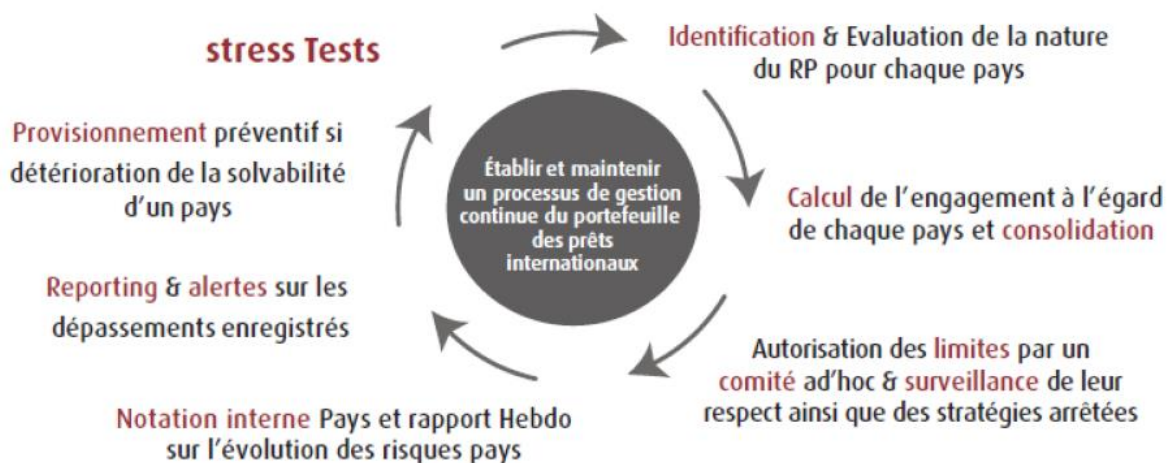 stress Tests
Identification & Evaluation de la nature
du RP pour chaque pays
Calcul de l'engagement à l'égard
de chaque pays et consolidation
Autorisation des limites par un
comité ad'hoc & surveillance de leur
respect ainsi que des stratégies arrêtées
Notation interne Pays et rapport Hebdo
sur l'évolution des risques pays
Reporting & alertes sur les
dépassements enregistrés
Provisionnement préventif si
détérioration de la solvabilité
d'un pays
Établir et maintenir
un processus de gestion
continue du portefeuille
des prêts
internationaux